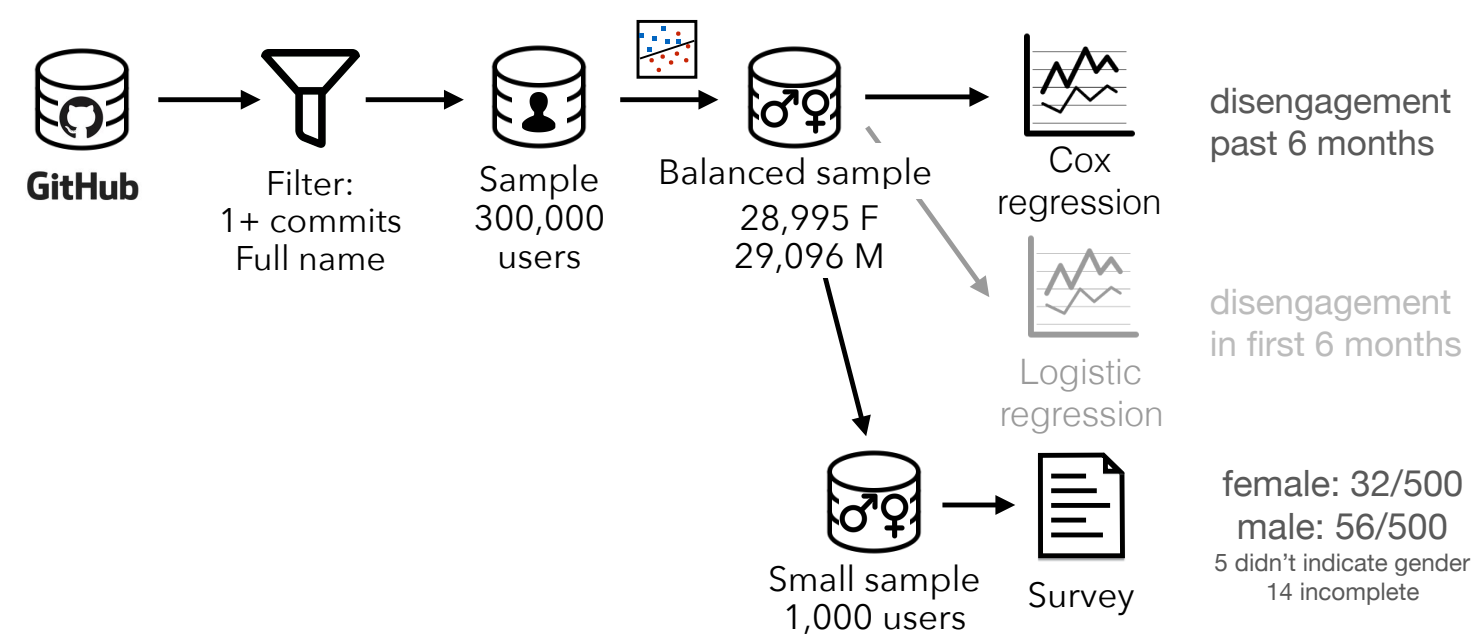 GitHub
Filter:
1+ commits
Full name
Sample
300,000
users
Balanced sample
28,995 F
29,096 M
Cox
regression
disengagement
past 6 months
Logistic
regression
disengagement
in first 6 months
Small sample
1,000 users
Survey
female: 32/500
male: 56/500
5 didn’t indicate gender
14 incomplete